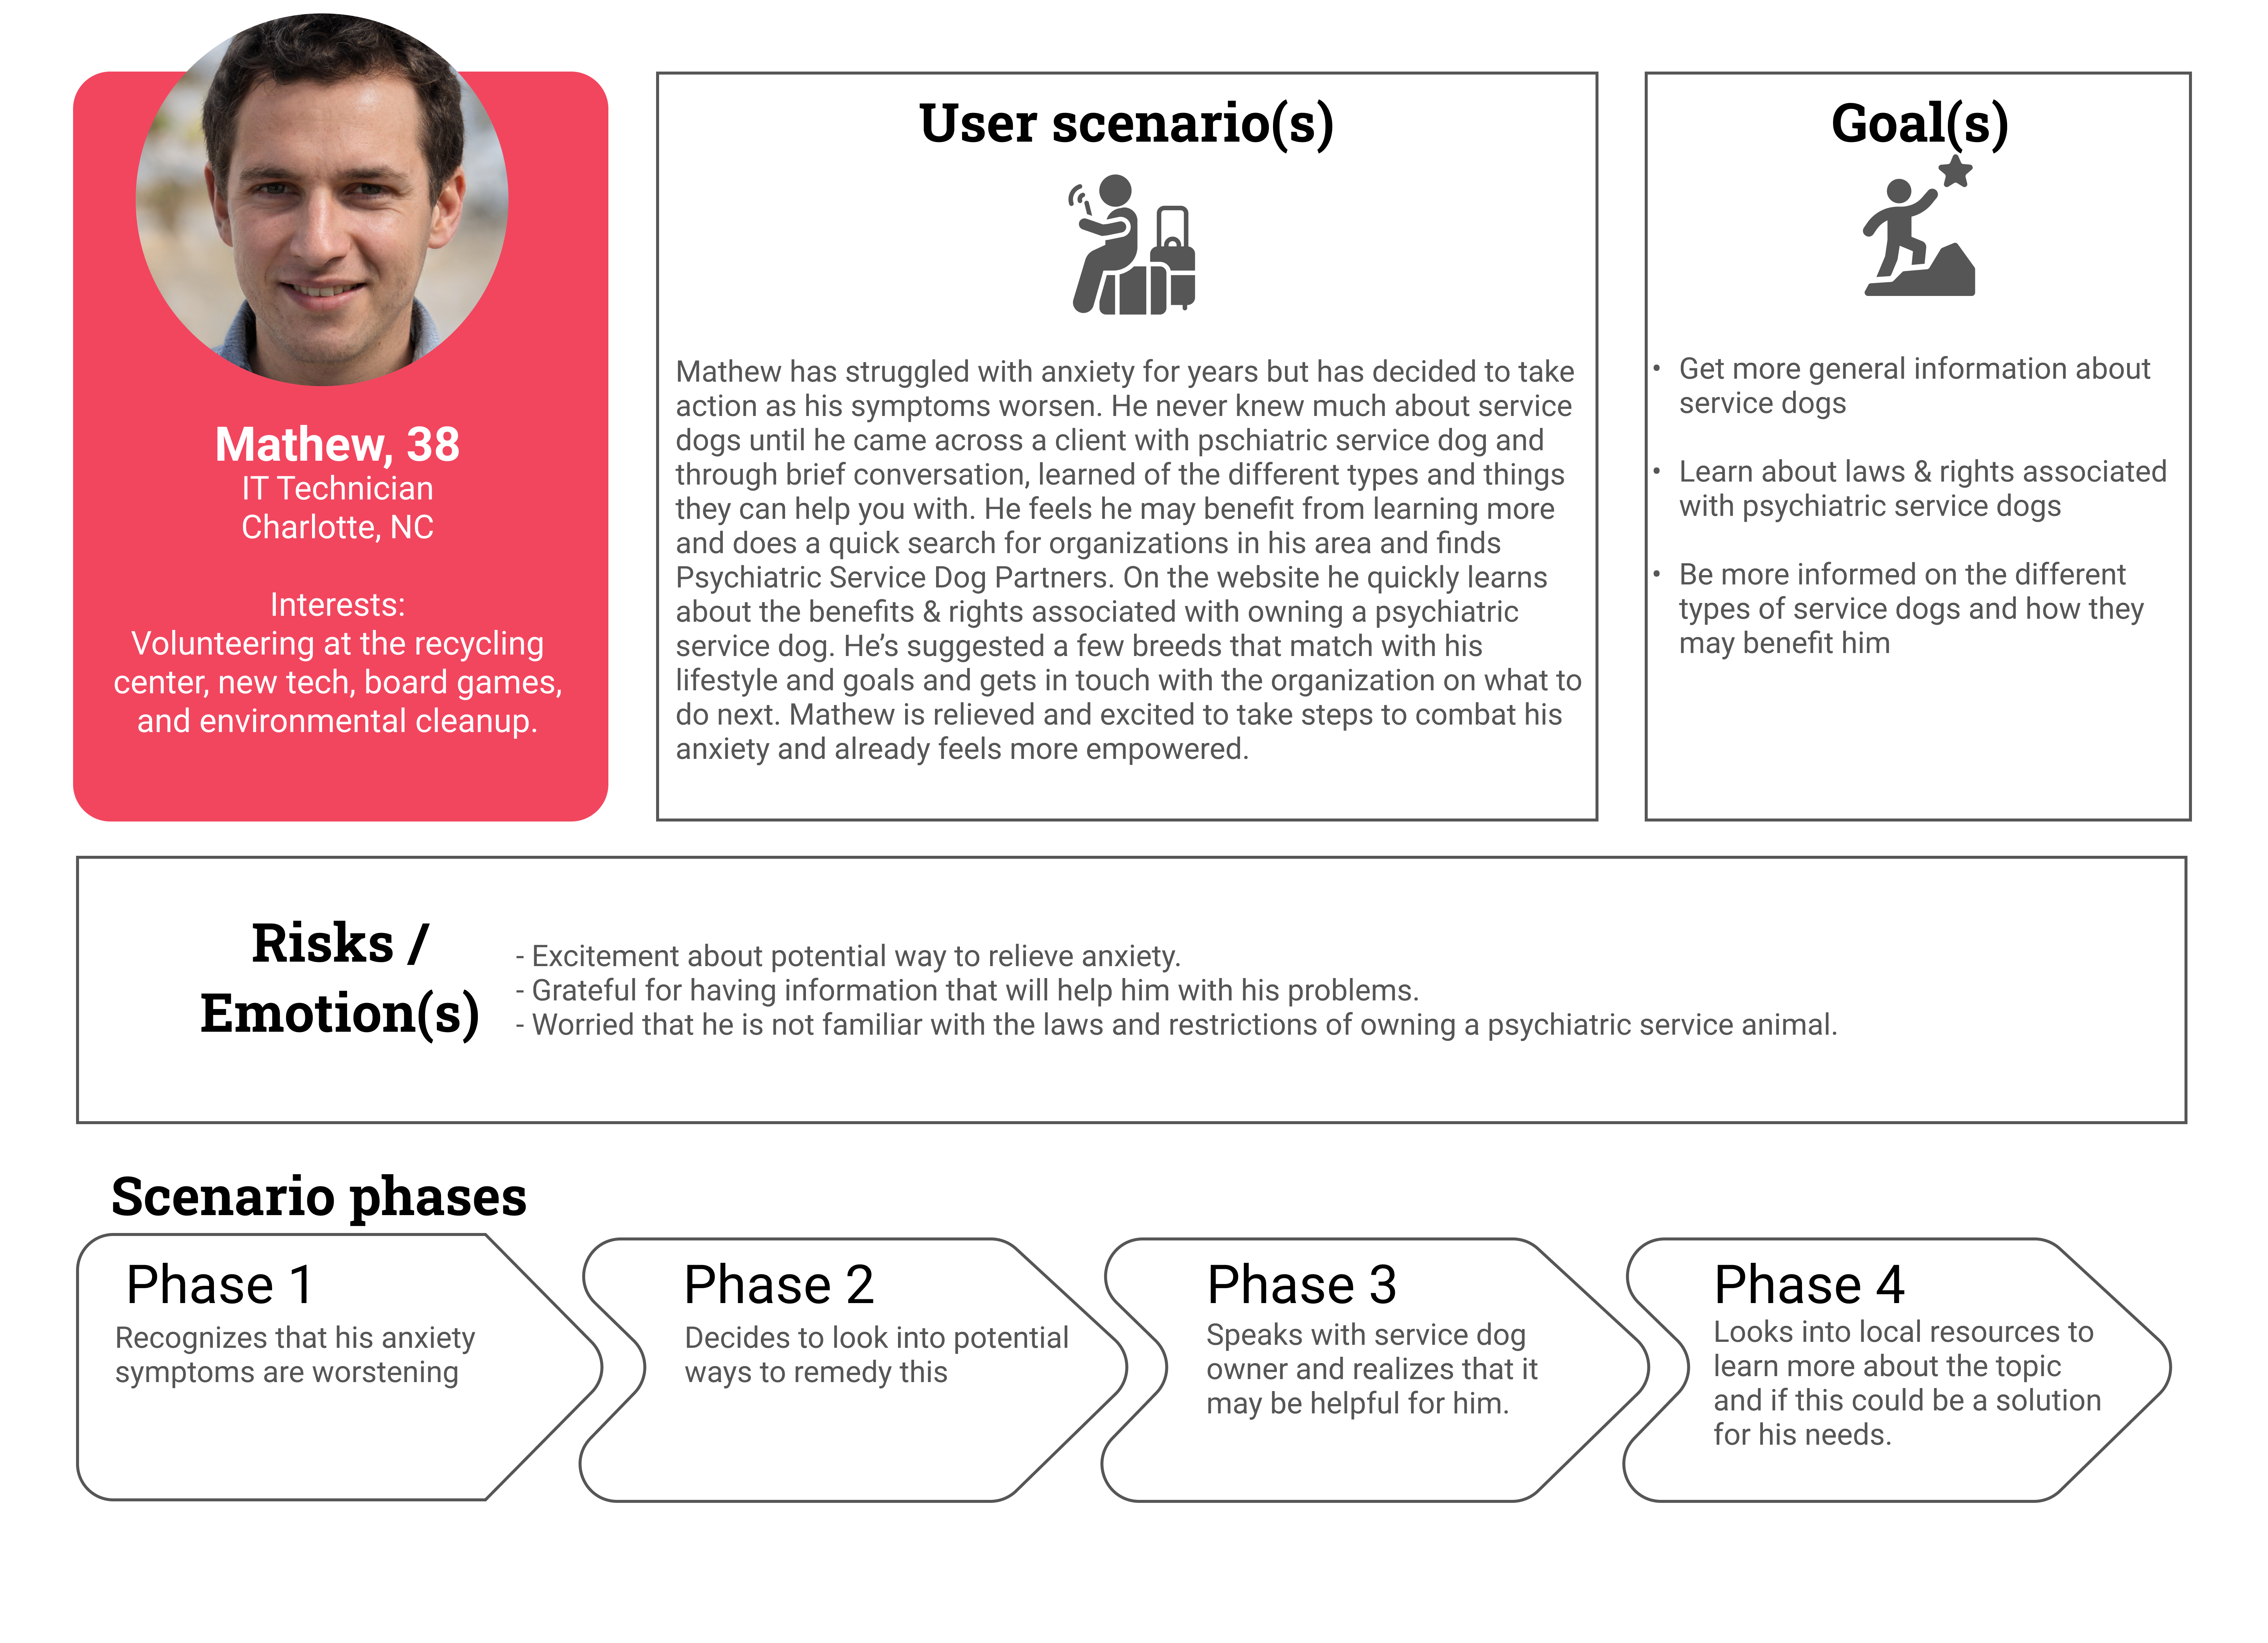 Mathew, 38
IT Technician
Charlotte, NC
Interests:
Volunteering at the recycling
center, new tech, board games,
and environmental cleanup.
User scenario(s)
Mathew has struggled with anxiety for years but has decided to take
action as his symptoms worsen. He never knew much about service
dogs until he came across a client with pschiatric service dog and
through brief conversation, learned of the different types and things
they can help you with. He feels he may benefit from learning more
and does a quick search for organizations in his area and finds
Psychiatric Service Dog Partners. On the website he quickly learns
about the benefits & rights associated with owning a psychiatric
service dog. He’s suggested a few breeds that match with his
lifestyle and goals and gets in touch with the organization on what to
do next. Mathew is relieved and excited to take steps to combat his
anxiety and already feels more empowered.
Goal(s)
• Get more general information about
service dogs
• Learn about laws & rights associated
with psychiatric service dogs
• Be more informed on the different
types of service dogs and how they
may benefit him
Risks /
Emotion(s)
- Excitement about potential way to relieve anxiety.
- Grateful for having information that will help him with his problems.
- Worried that he is not familiar with the laws and restrictions of owning a psychiatric service animal.
Scenario phases
Phase 1
Recognizes that his anxiety
symptoms are worstening
Phase 2
Decides to look into potential
ways to remedy this
Phase 3
Speaks with service dog
owner and realizes that it
may be helpful for him.
Phase 4
Looks into local resources to
learn more about the topic
and if this could be a solution
for his needs.